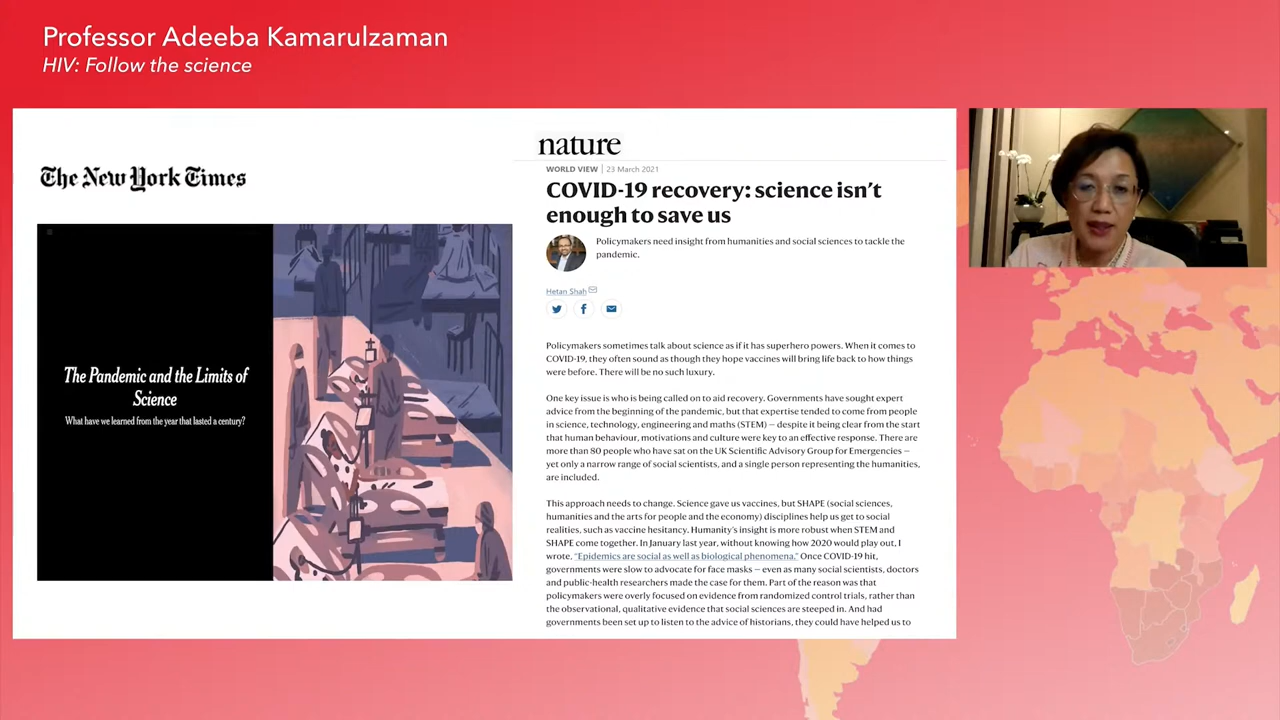 Professor Adeeba Kamarulzaman
HIV: Follow the science
The New York Times
The Pandemic and the Limits of
Science
What have we learned from the year that lasted a century?
nature
WORLD VIEW | 23 March 2021
COVID-19 recovery: science isn't
enough to save us
Policymakers need insight from humanities and social sciences to tackle the
pandemic.
Hetan Shah
Policymakers sometimes talk about science as if it has superhero powers. When it comes to
COVID-19, they often sound as though they hope vaccines will bring life back to how things
were before. There will be no such luxury.
One key issue is who is being called on to aid recovery. Governments have sought expert
advice from the beginning of the pandemic, but that expertise tended to come from people
in science, technology, engineering and maths (STEM) — despite it being clear from the start
that human behaviour, motivations and culture were key to an effective response. There are
more than 80 people who have sat on the UK Scientific Advisory Group for Emergencies —
yet only a narrow range of social scientists, and a single person representing the humanities,
are included.
This approach needs to change. Science gave us vaccines, but SHAPE (social sciences,
humanities and the arts for people and the economy) disciplines help us get to social
realities, such as vaccine hesitancy. Humanity's insight is more robust when STEM and
SHAPE come together. In January last year, without knowing how 2020 would play out, I
wrote, “Epidemics are social as well as biological phenomena.” Once COVID-19 hit,
governments were slow to advocate for face masks — even as many social scientists, doctors
and public-health researchers made the case for them. Part of the reason was that
policymakers were overly focused on evidence from randomized control trials, rather than
the observational, qualitative evidence that social sciences are steeped in. And had
governments been set up to listen to the advice of historians, they could have helped us to